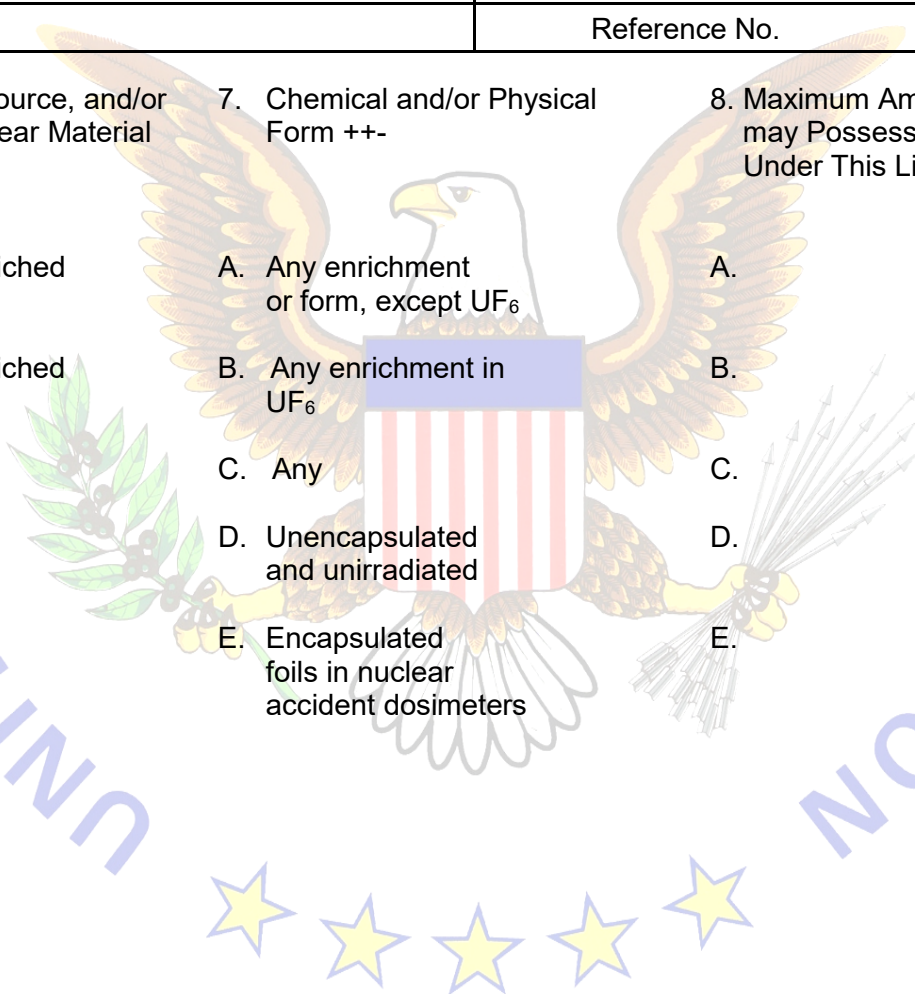 Reference No.
ource, and/or
ear Material
7. Chemical and/or Physical
Form ++-
8. Maximum Am
may Possess
Under This Li
iched
A. Any enrichment
or form, except UF₆
A.
iched
B. Any enrichment in
UF₆
B.
C. Any
C.
D. Unencapsulated
and unirradiated
D.
E. Encapsulated
foils in nuclear
accident dosimeters
E.
UNI
NO